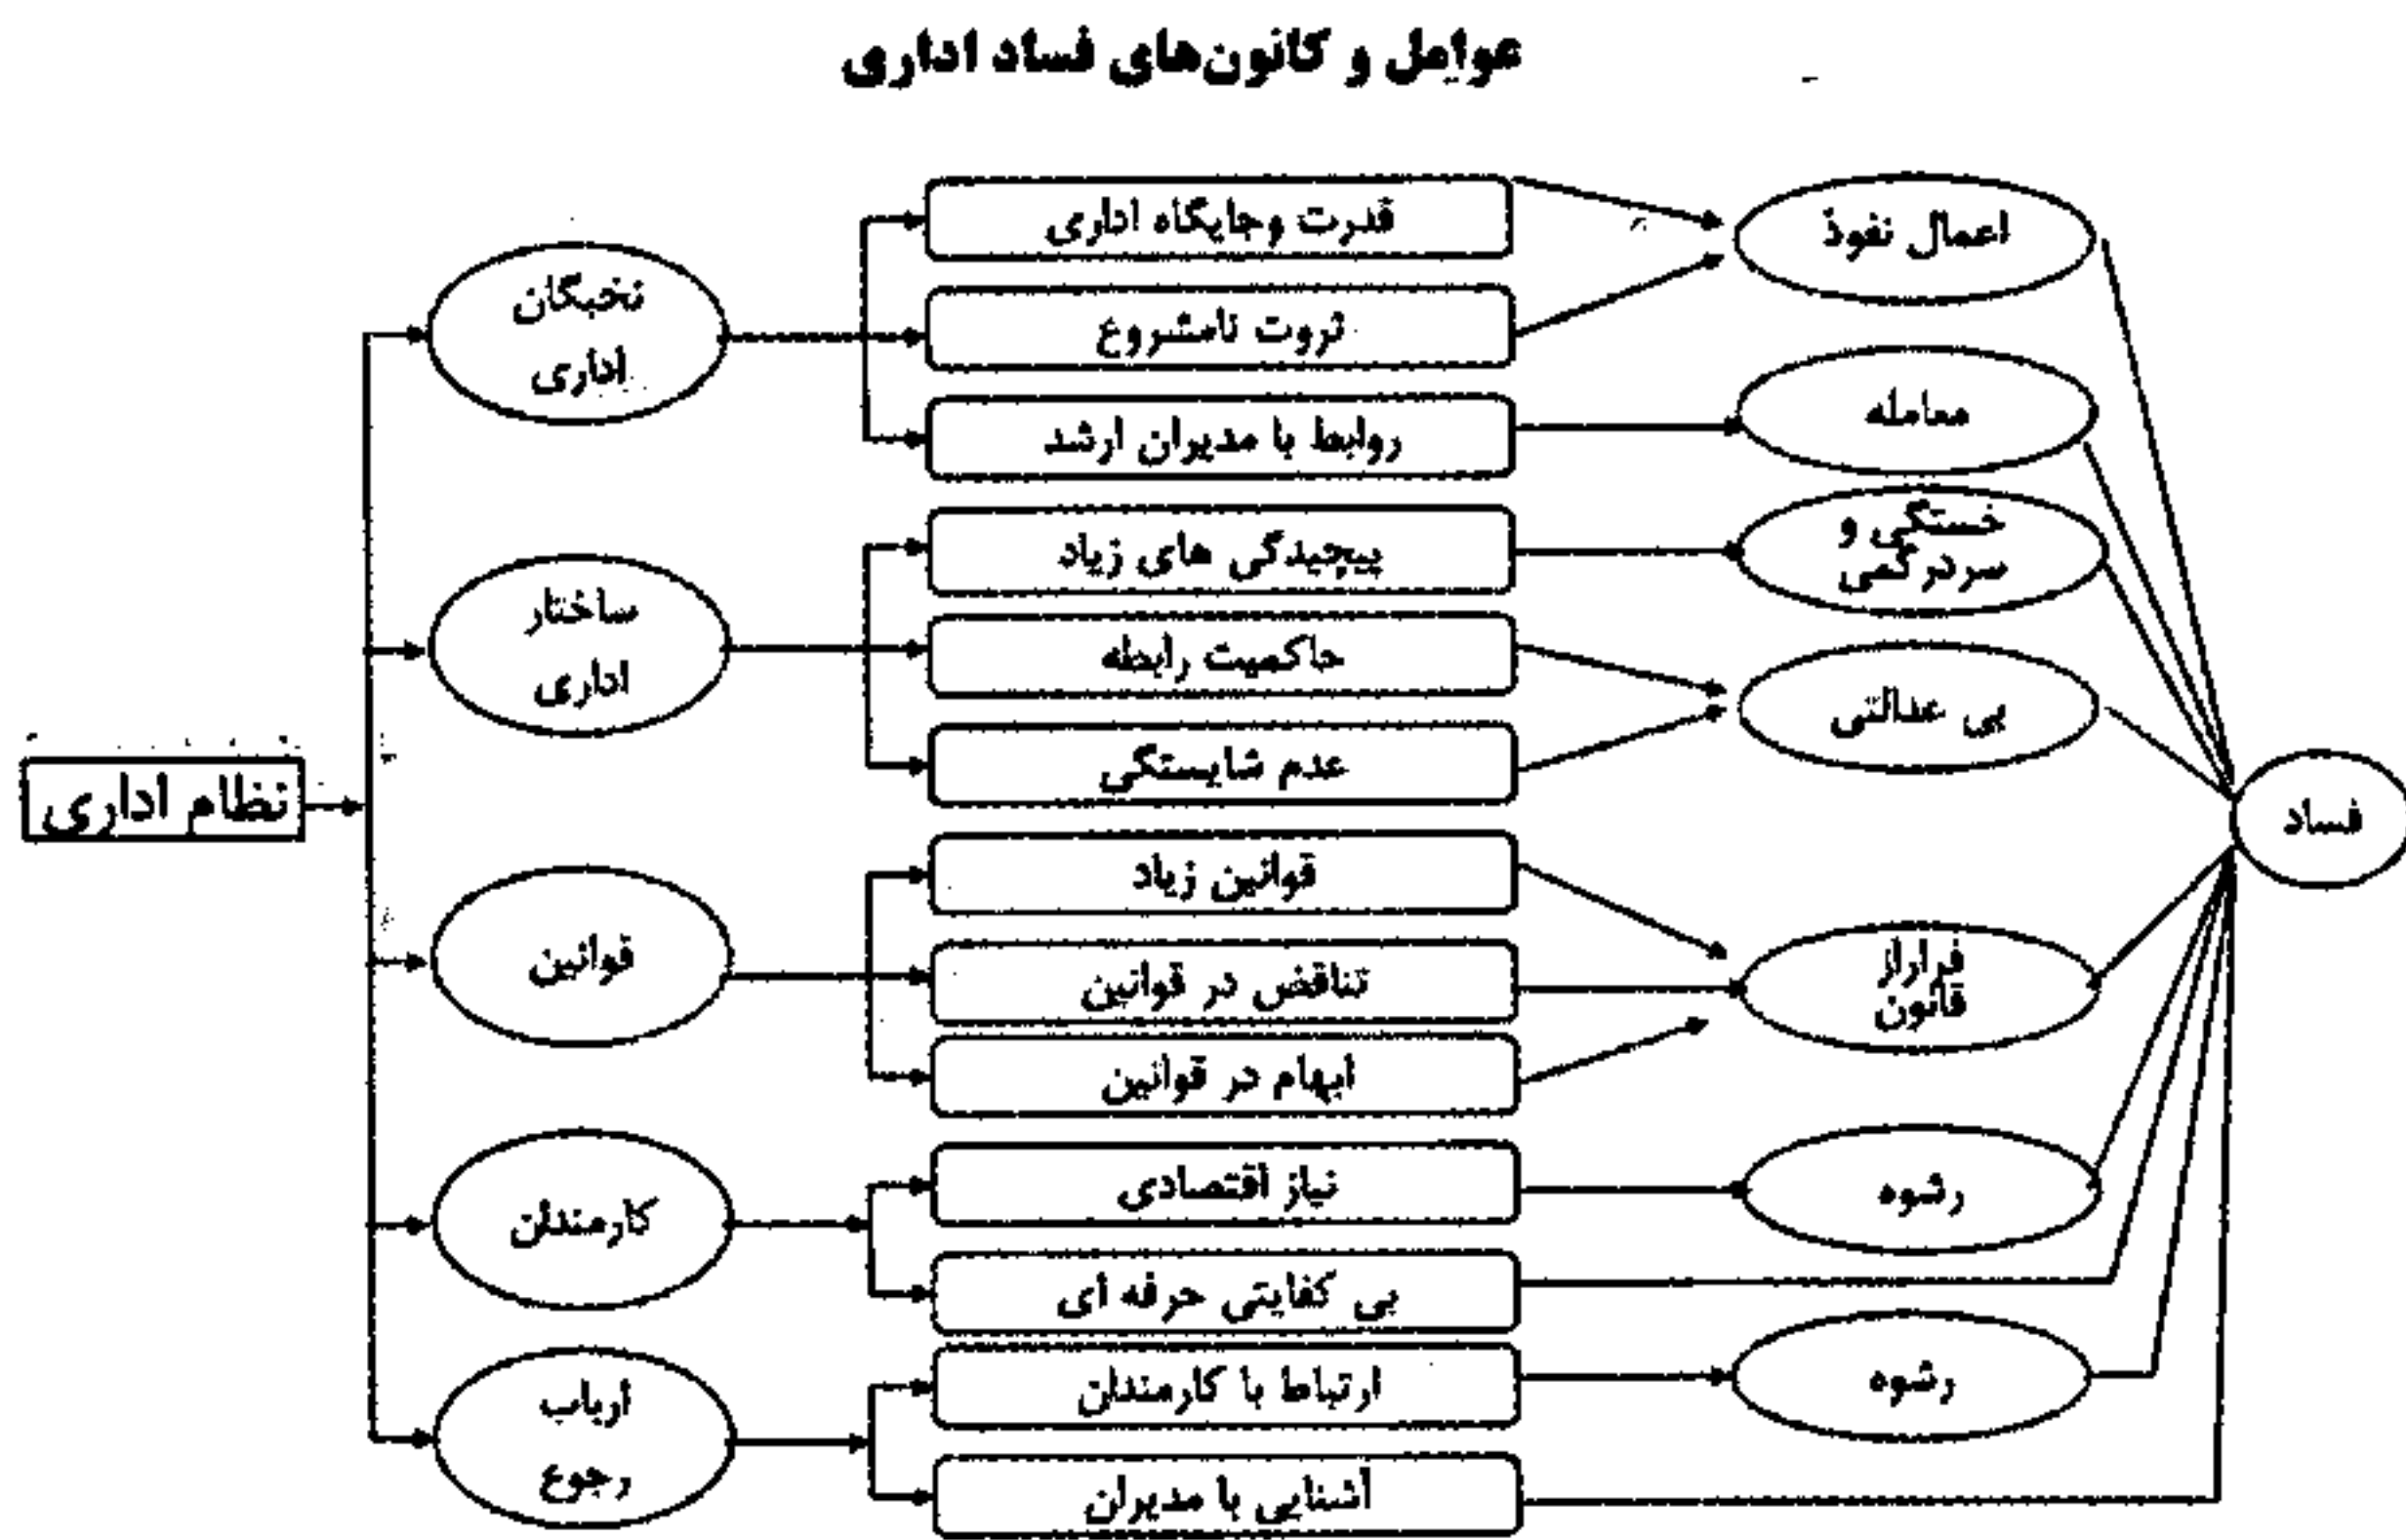 عوامل و کانون‌های فساد اداری
نظام اداری
نخبگان
اداری
ساختار
اداری
قوانین
کارمندان
ارباب
رجوع
قدرت وجایگاه اداری
ثروت نامشروع
روابط با مدیران ارشد
پیچیدگی های زیاد
حاکمیت رابطه
عدم شایستگی
قوانین زیاد
تناقض در قوانین
ابهام در قوانین
نیاز اقتصادی
بی کفایتی حرفه ای
ارتباط با کارمندان
آشنایی با مدیران
اعمال نفوذ
معامله
خستگی و
سردرگمی
بی عدالتی
فراراز
قانون
رشوه
رشوه
فساد